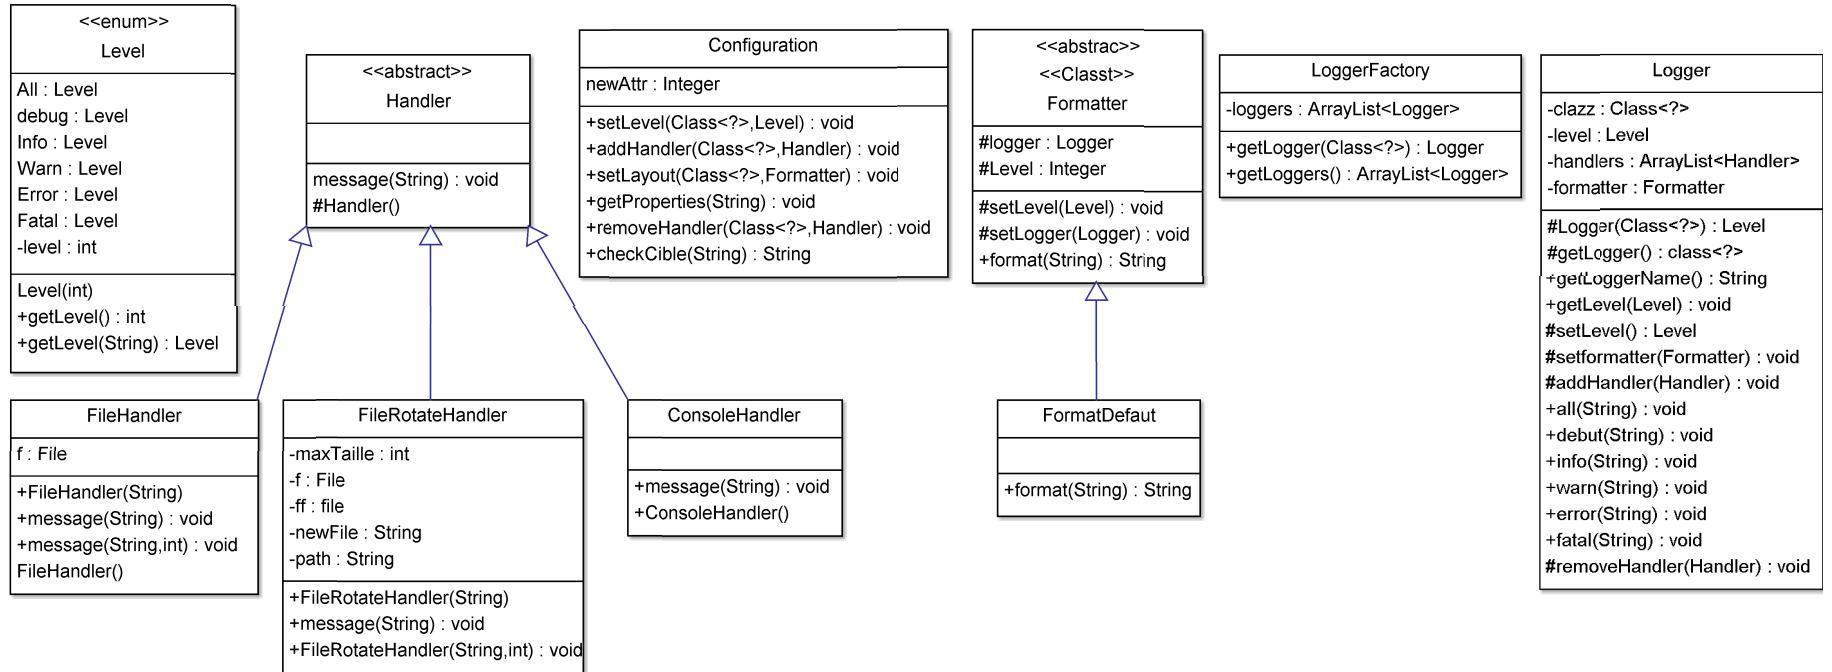 <<enum>>
Level
All : Level
debug : Level
Info : Level
Warn : Level
Error : Level
Fatal : Level
-level : int
Level(int)
+getLevel() : int
+getLevel(String) : Level
<<abstract>>
Handler
message(String) : void
#Handler()
Configuration
newAttr : Integer
+setLevel(Class<?>,Level) : void
+addHandler(Class<?>,Handler) : void
+setLayout(Class<?>,Formatter) : void
+getProperties(String) : void
+removeHandler(Class<?>,Handler) : void
+checkCible(String) : String
<<abstrac>>
<<Classt>>
Formatter
#logger : Logger
#Level : Integer
#setLevel(Level) : void
#setLogger(Logger) : void
+format(String) : String
LoggerFactory
-loggers : ArrayList<Logger>
+getLogger(Class<?>) : Logger
+getLoggers() : ArrayList<Logger>
Logger
-clazz : Class<?>
-level : Level
-handlers : ArrayList<Handler>
-formatter : Formatter
#Logger(Class<?>) : Level
#getLogger() : class<?>
+getLoggerName() : String
+getLevel(Level) : void
#setLevel() : Level
#setformatter(Formatter) : void
#addHandler(Handler) : void
+all(String) : void
+debut(String) : void
+info(String) : void
+warn(String) : void
+error(String) : void
+fatal(String) : void
#removeHandler(Handler) : void
FileHandler
f : File
+FileHandler(String)
+message(String) : void
+message(String,int) : void
FileHandler()
FileRotateHandler
-maxTaille : int
-f : File
-ff : file
-newFile : String
-path : String
+FileRotateHandler(String)
+message(String) : void
+FileRotateHandler(String,int) : void
ConsoleHandler
+message(String) : void
+ConsoleHandler()
FormatDefaut
+format(String) : String